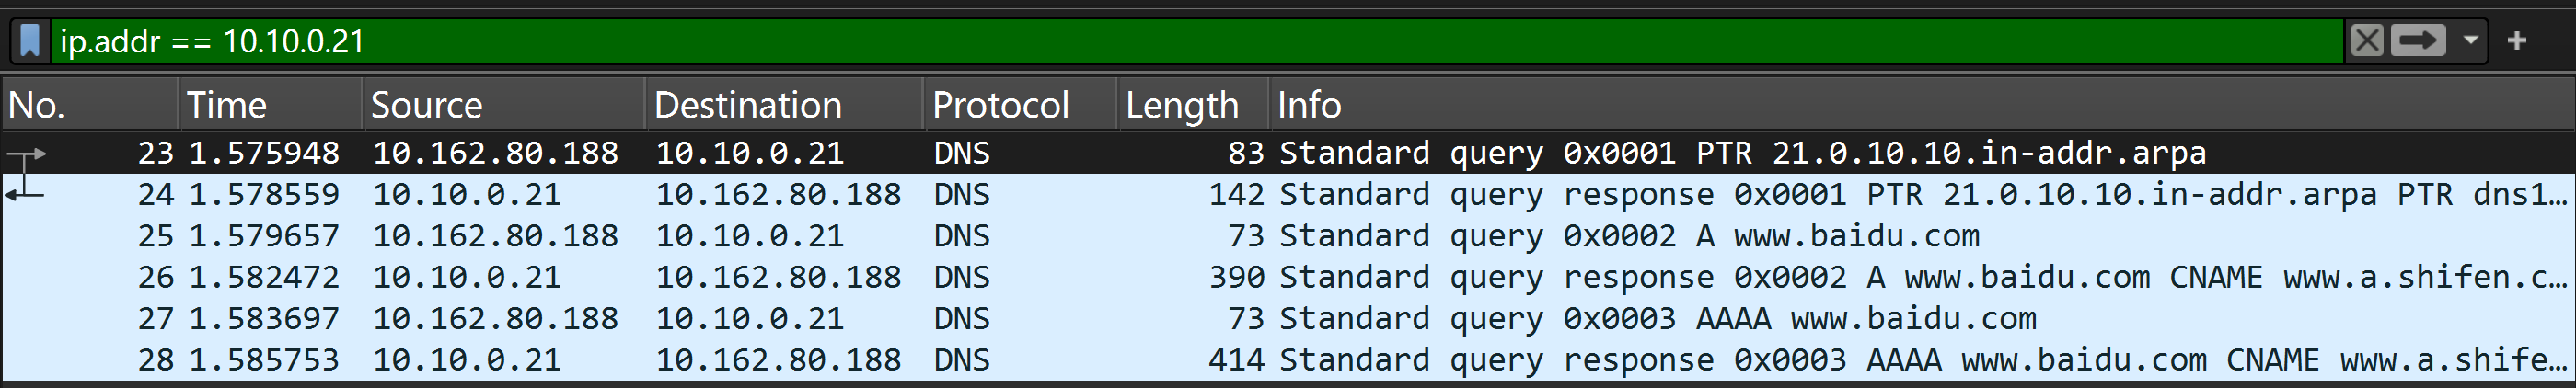 ip.addr == 10.10.0.21
No. Time Source Destination Protocol Length Info
23 1.575948 10.162.80.188 10.10.0.21 DNS 83 Standard query 0x0001 PTR 21.0.10.10.in-addr.arpa
24 1.578559 10.10.0.21 10.162.80.188 DNS 142 Standard query response 0x0001 PTR 21.0.10.10.in-addr.arpa PTR dns1…
25 1.579657 10.162.80.188 10.10.0.21 DNS 73 Standard query 0x0002 A www.baidu.com
26 1.582472 10.10.0.21 10.162.80.188 DNS 390 Standard query response 0x0002 A www.baidu.com CNAME www.a.shifen.c…
27 1.583697 10.162.80.188 10.10.0.21 DNS 73 Standard query 0x0003 AAAA www.baidu.com
28 1.585753 10.10.0.21 10.162.80.188 DNS 414 Standard query response 0x0003 AAAA www.baidu.com CNAME www.a.shife…